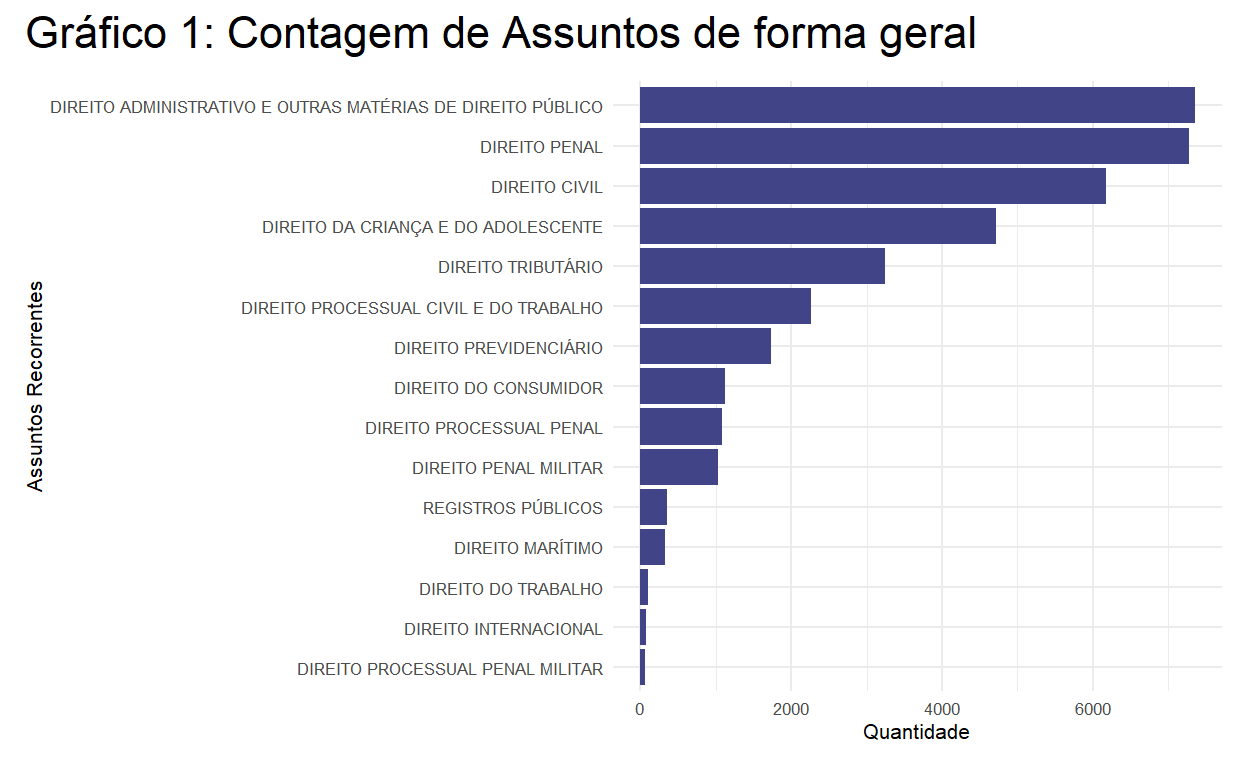 Gráfico 1: Contagem de Assuntos de forma geral
DIREITO ADMINISTRATIVO E OUTRAS MATÉRIAS DE DIREITO PÚBLICO
DIREITO PENAL
DIREITO CIVIL
DIREITO DA CRIANÇA E DO ADOLESCENTE
DIREITO TRIBUTÁRIO
DIREITO PROCESSUAL CIVIL E DO TRABALHO
DIREITO PREVIDENCIÁRIO
DIREITO DO CONSUMIDOR
DIREITO PROCESSUAL PENAL
DIREITO PENAL MILITAR
REGISTROS PÚBLICOS
DIREITO MARÍTIMO
DIREITO DO TRABALHO
DIREITO INTERNACIONAL
DIREITO PROCESSUAL PENAL MILITAR
Assuntos Recorrentes
0 2000 4000 6000
Quantidade